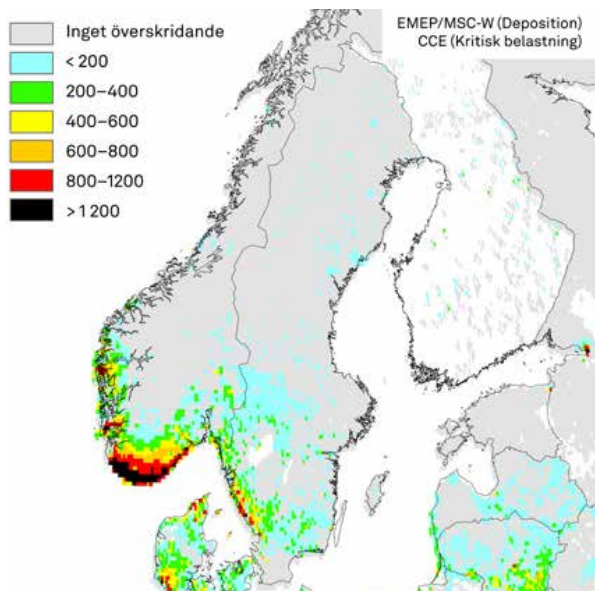 Inget överskridande
< 200
200–400
400–600
600–800
800–1200
> 1 200
EMEP/MSC-W (Deposition)
CCE (Kritisk belastning)